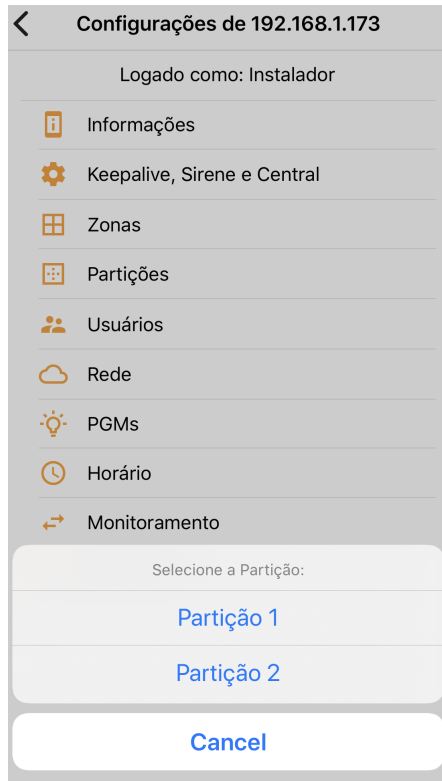 Configurações de 192.168.1.173
Logado como: Instalador
Informações
Keepalive, Sirene e Central
Zonas
Partições
Usuários
Rede
PGMs
Horário
Monitoramento
Selecione a Partição:
Partição 1
Partição 2
Cancel